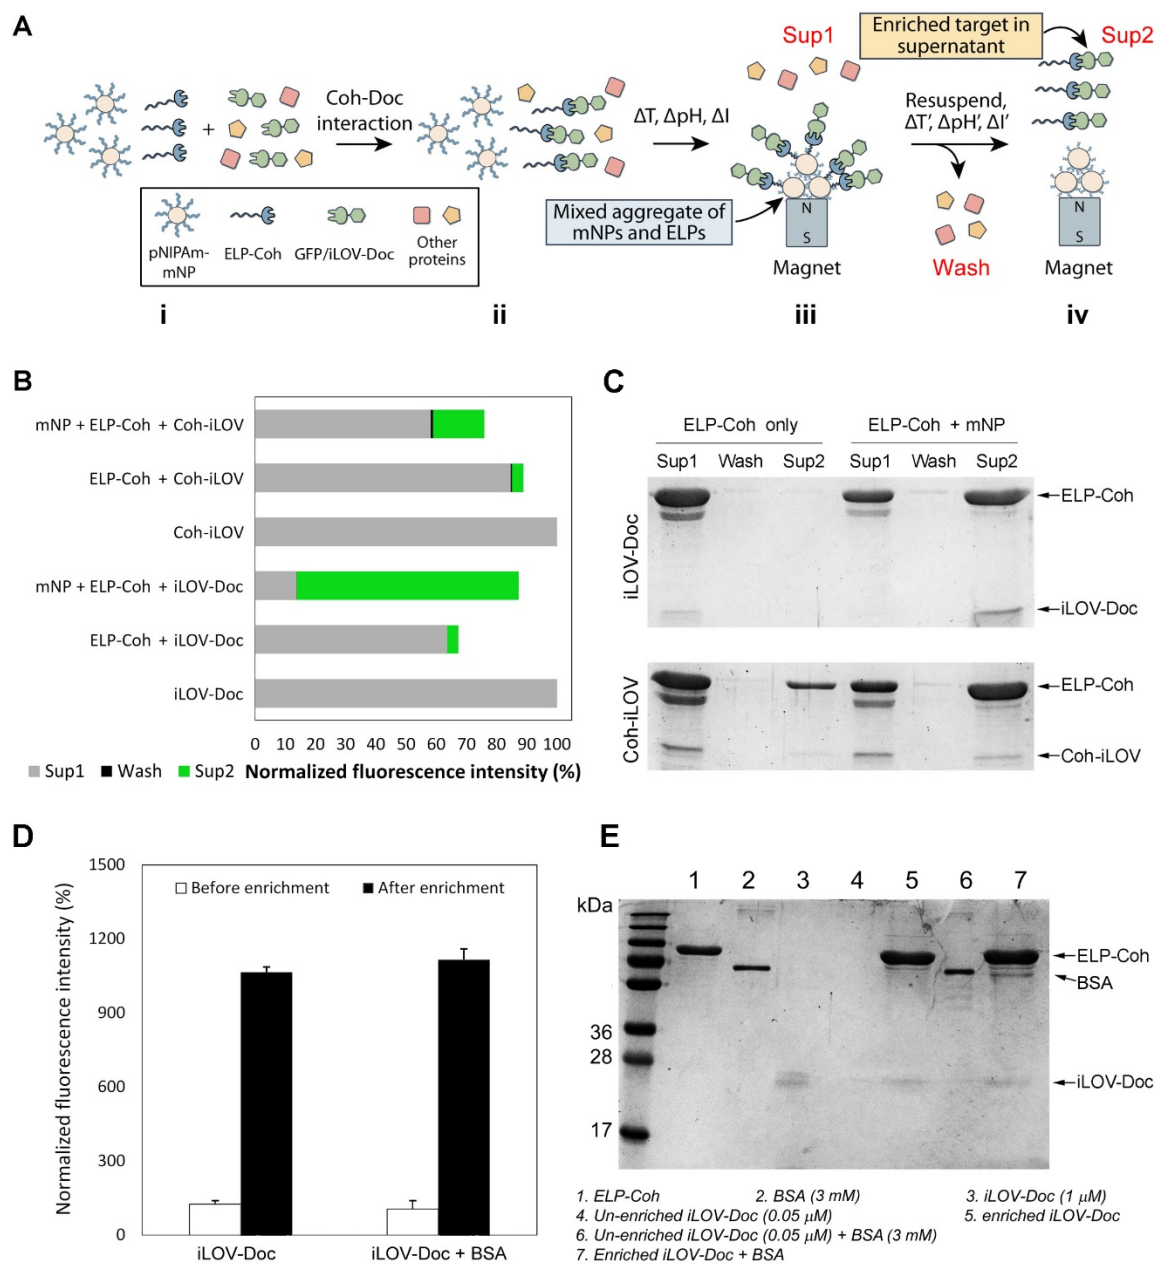 A
Sup1
Enriched target in
supernatant
Sup2
Coh-Doc
interaction
+
ΔT, ΔpH, ΔI
Resuspend,
ΔT', ΔpH', ΔI'
Mixed aggregate of
mNPs and ELPs
N
S
Magnet
Wash
N
S
Magnet
pNIPAm-
mNP
ELP-Coh
GFP/iLOV-Doc
Other
proteins
i
ii
iii
iv
B
mNP + ELP-Coh + Coh-iLOV
ELP-Coh + Coh-iLOV
Coh-iLOV
mNP + ELP-Coh + iLOV-Doc
ELP-Coh + iLOV-Doc
iLOV-Doc
0 10 20 30 40 50 60 70 80 90 100
Sup1 Wash Sup2 Normalized fluorescence intensity (%)
C
ELP-Coh only ELP-Coh + mNP
Sup1 Wash Sup2 Sup1 Wash Sup2
iLOV-Doc
ELP-Coh
iLOV-Doc
Coh-iLOV
ELP-Coh
Coh-iLOV
D
Normalized fluorescence intensity (%)
1500
1200
900
600
300
0
Before enrichment After enrichment
iLOV-Doc iLOV-Doc + BSA
E
1 2 3 4 5 6 7
kDa
36
28
17
ELP-Coh
BSA
iLOV-Doc
1. ELP-Coh 2. BSA (3 mM) 3. iLOV-Doc (1 µM)
4. Un-enriched iLOV-Doc (0.05 µM) 5. enriched iLOV-Doc
6. Un-enriched iLOV-Doc (0.05 µM) + BSA (3 mM)
7. Enriched iLOV-Doc + BSA